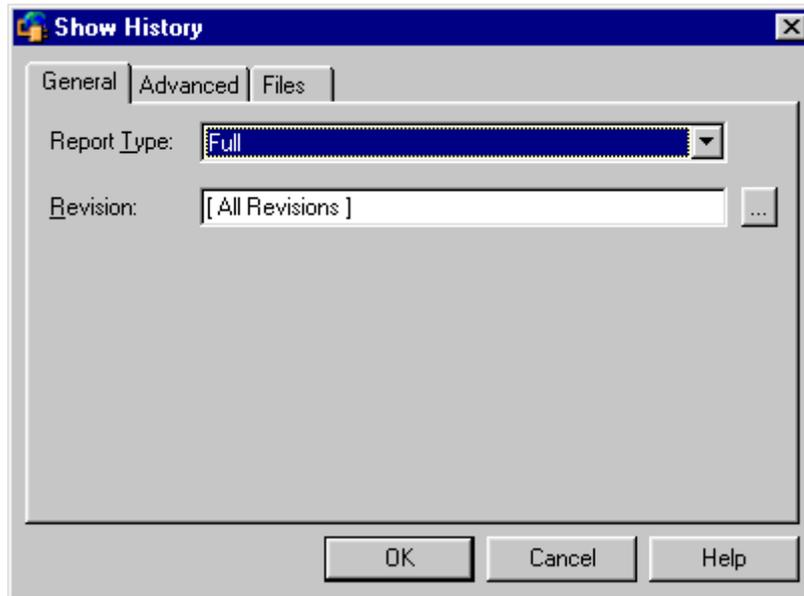 Show History
General Advanced Files
Report Type: Full
Revision: [ All Revisions ] ...
OK Cancel Help